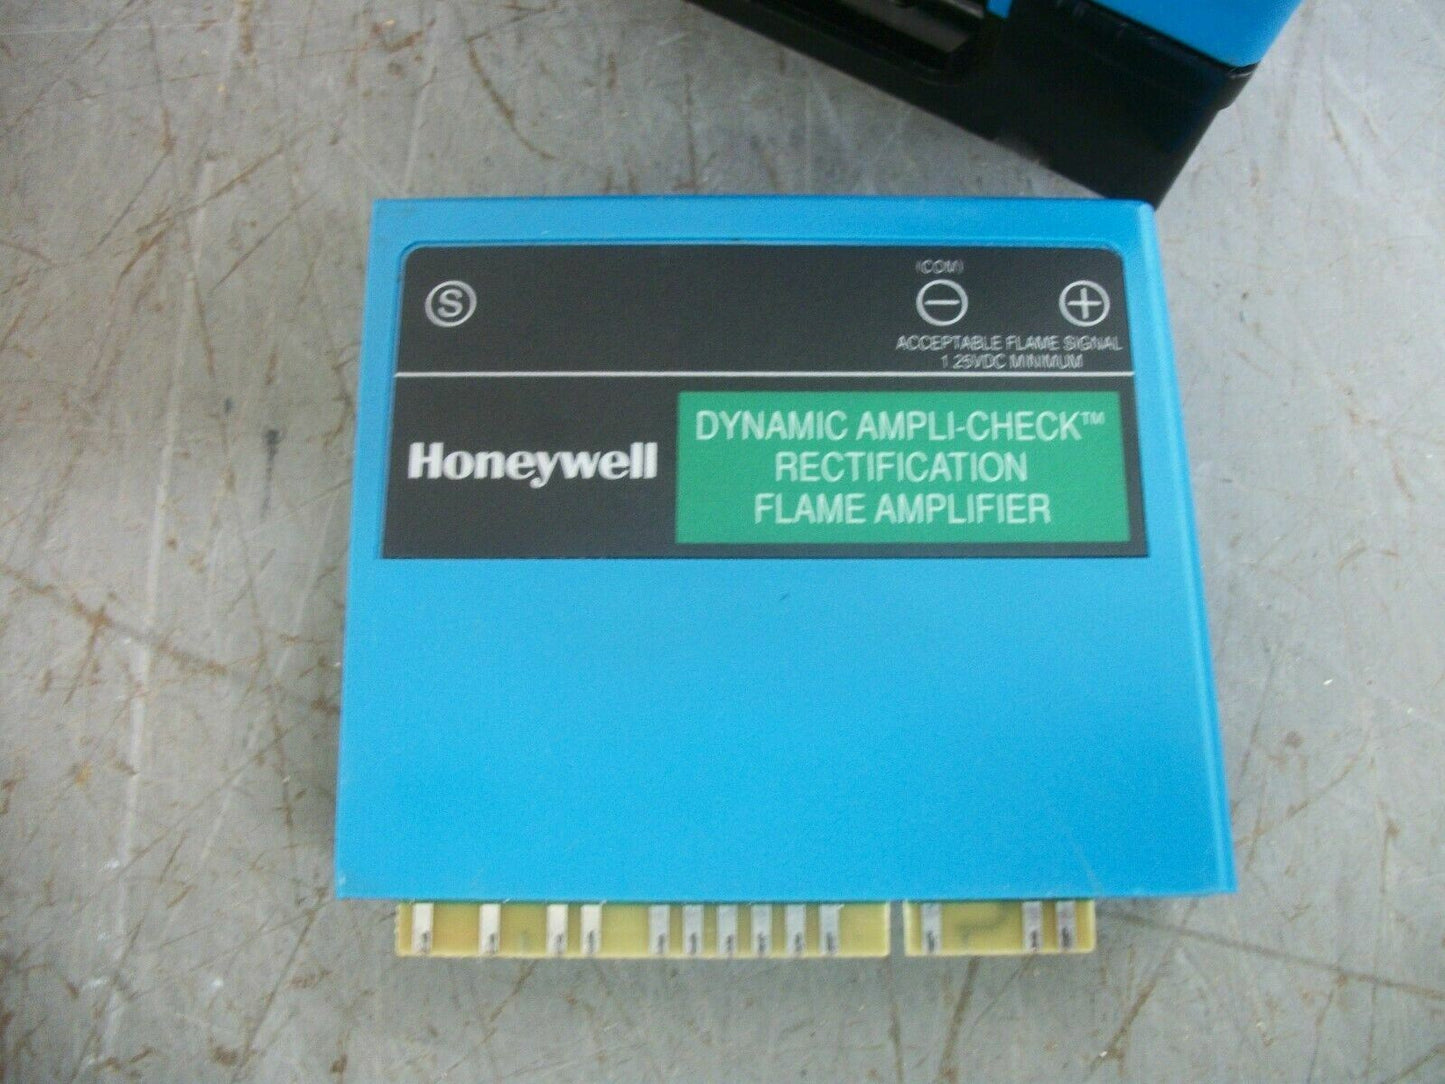 (COM)
S
− +
ACCEPTABLE FLAME SIGNAL
1.25VDC MINIMUM
Honeywell
DYNAMIC AMPLI-CHECK™
RECTIFICATION
FLAME AMPLIFIER